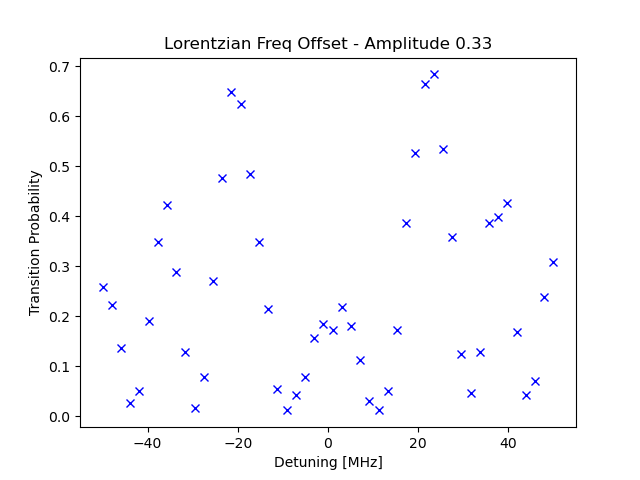 Lorentzian Freq Offset - Amplitude 0.33
Transition Probability
0.7
0.6
0.5
0.4
0.3
0.2
0.1
0.0
−40 −20 0 20 40
Detuning [MHz]